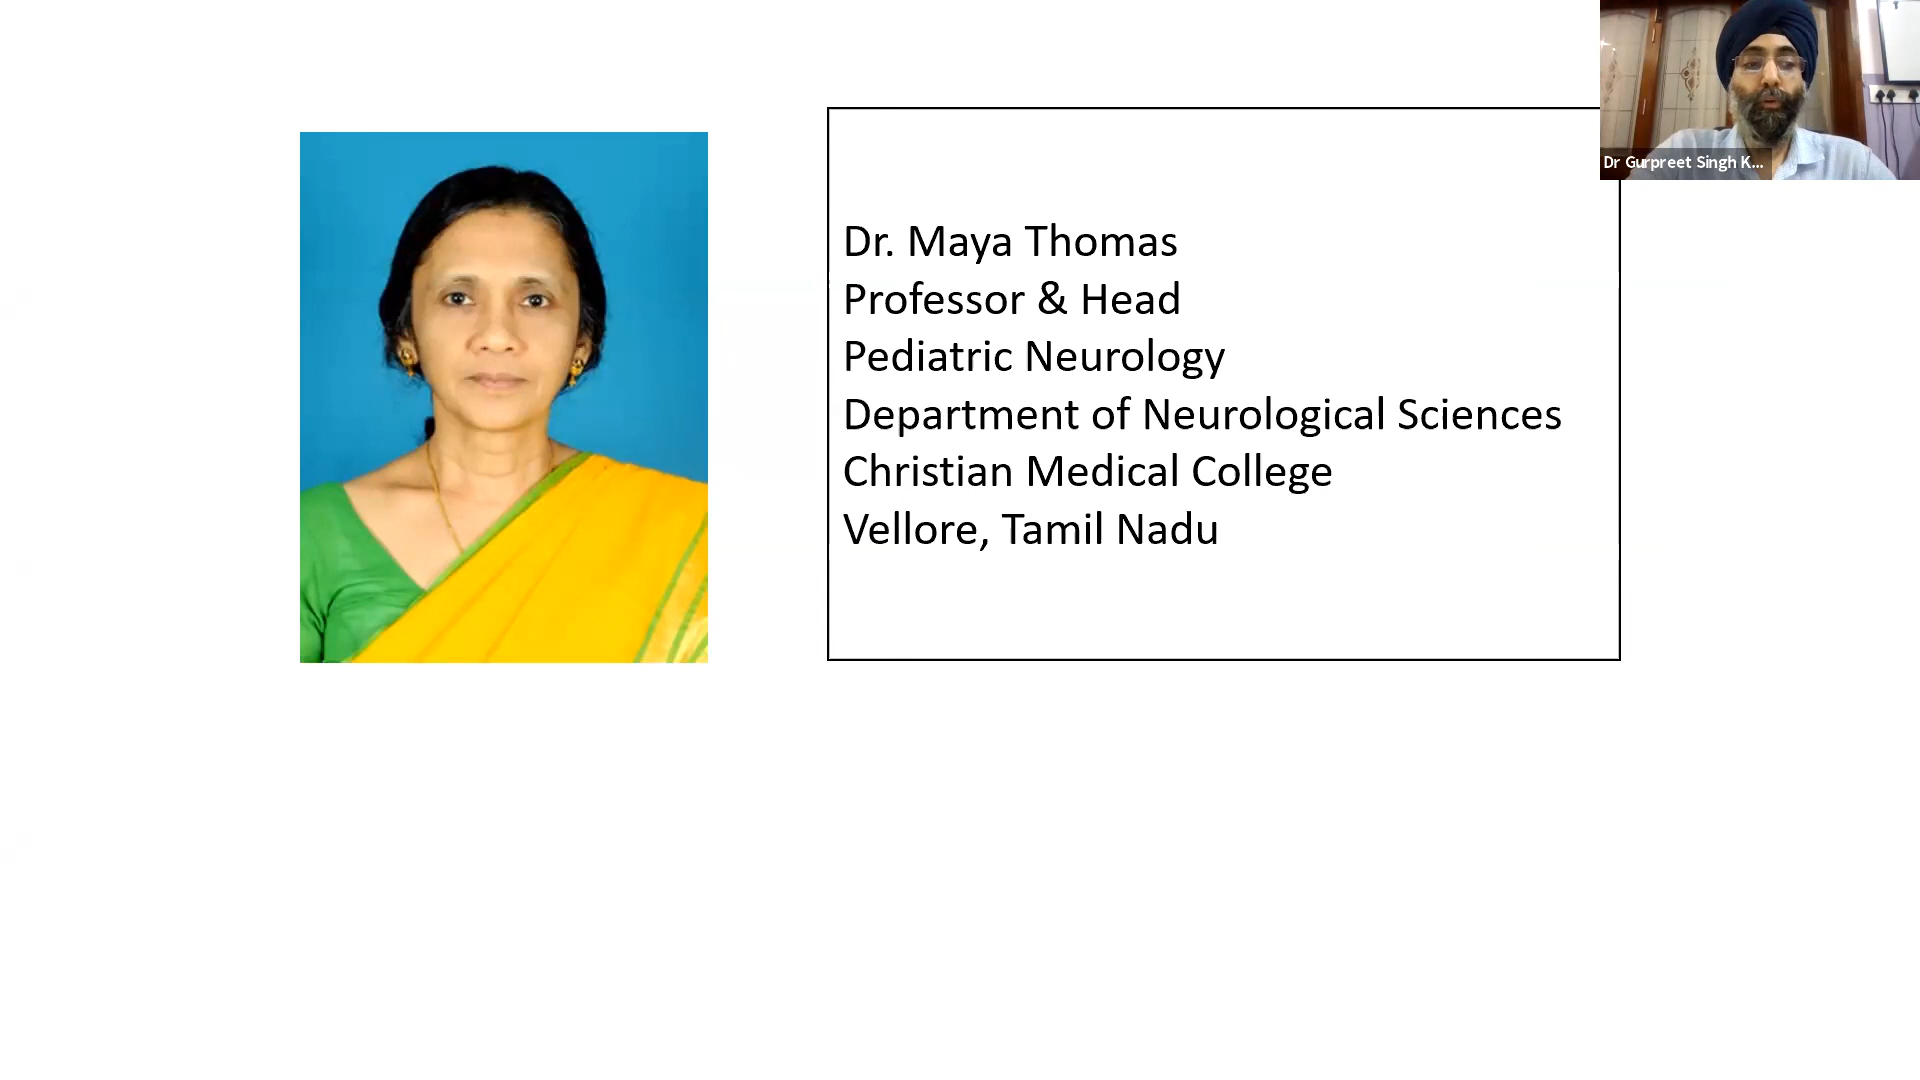 Dr. Maya Thomas
Professor & Head
Pediatric Neurology
Department of Neurological Sciences
Christian Medical College
Vellore, Tamil Nadu
Dr Gurpreet Singh K...